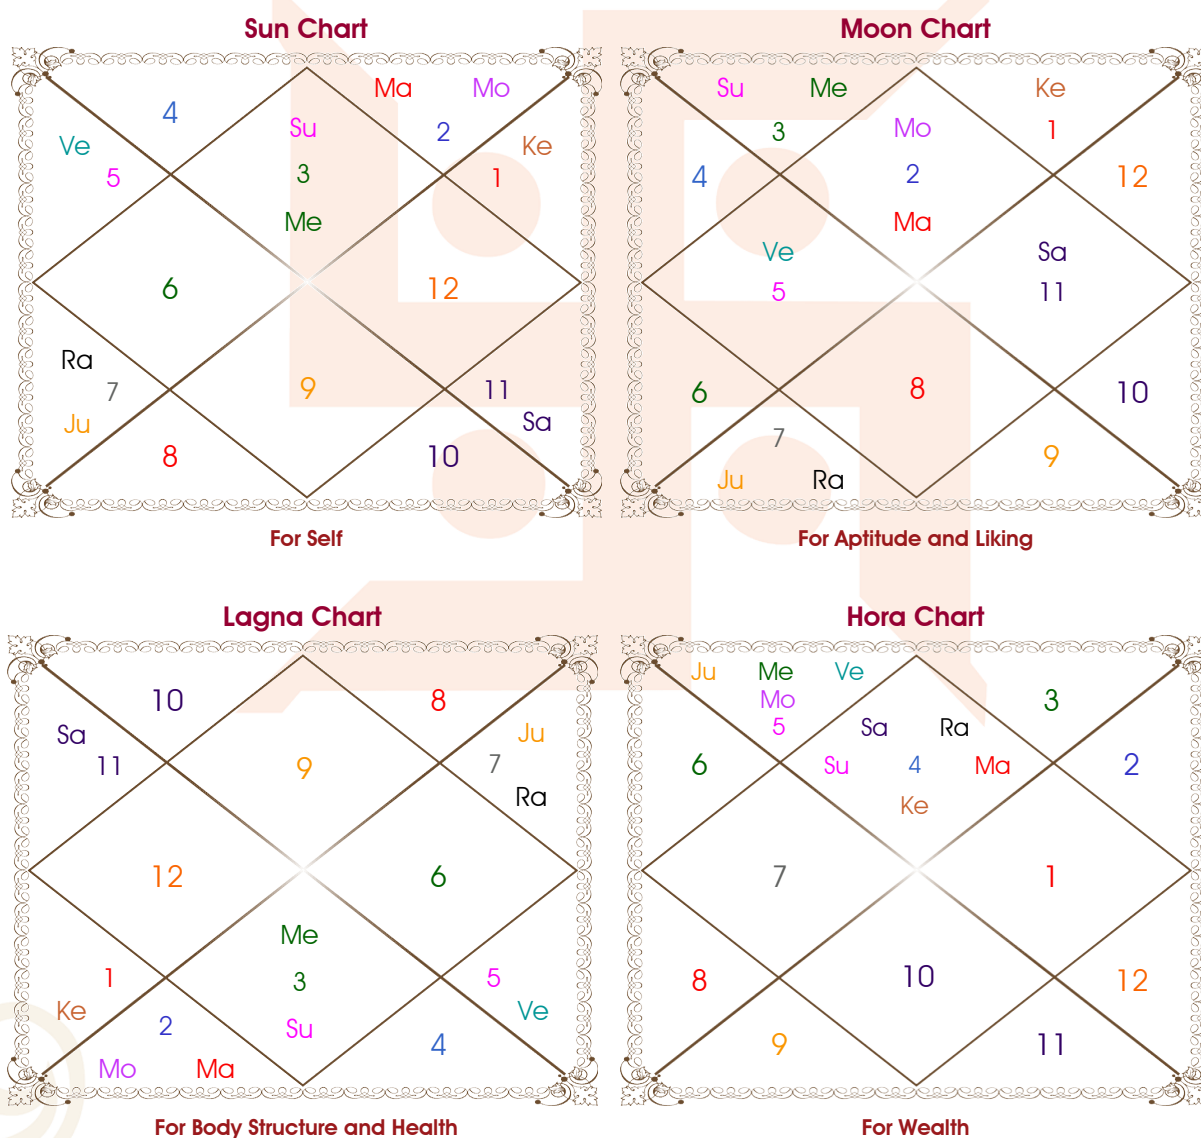 Sun Chart
4
Ve
5
Su
3
Me
Ma Mo
2
Ke
1
6
12
Ra
7
Ju
8
9
11
Sa
10
For Self
Moon Chart
Su Me
3
4
Mo
2
Ma
Ke
1
12
Ve
5
Sa
11
6
7
Ju Ra
8
10
9
For Aptitude and Liking
Lagna Chart
10
Sa
11
9
8
Ju
7
Ra
12
6
1
Ke
2
Mo Ma
Me
3
Su
5
Ve
4
For Body Structure and Health
Hora Chart
Ju Me Ve
Mo
5
6
Sa Ra
Su 4 Ma
Ke
3
2
7
1
8
9
10
12
11
For Wealth